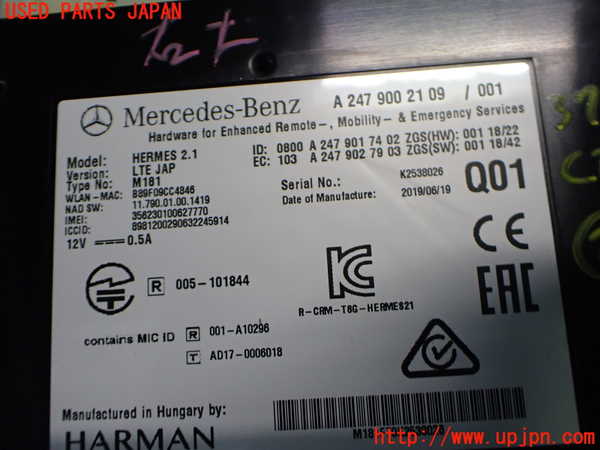 USED PARTS JAPAN
Mercedes-Benz A 247 900 21 09 / 001
Hardware for Enhanced Remote-, Mobility- & Emergency Services
Model: HERMES 2.1 ID: 0800 A 247 901 74 02 ZGS(HW): 001 18/22
Version: LTE JAP EC: 103 A 247 902 79 03 ZGS(SW): 001 18/42
Type No: M181
WLAN-MAC: B89F09CC4846 Serial No.: K2538026 Q01
NAD SW: 11.790.01.00.1419 Date of Manufacture: 2019/06/19
IMEI: 356230100627770
ICCID: 8981200290632245914
12V 0.5A
CE
R 005-101844
KC
EAC
R-CRM-T8G-HERMES21
contains MIC ID R 001-A10296
T AD17-0006018
Manufactured in Hungary by:
HARMAN
http://www.upjpn.com/